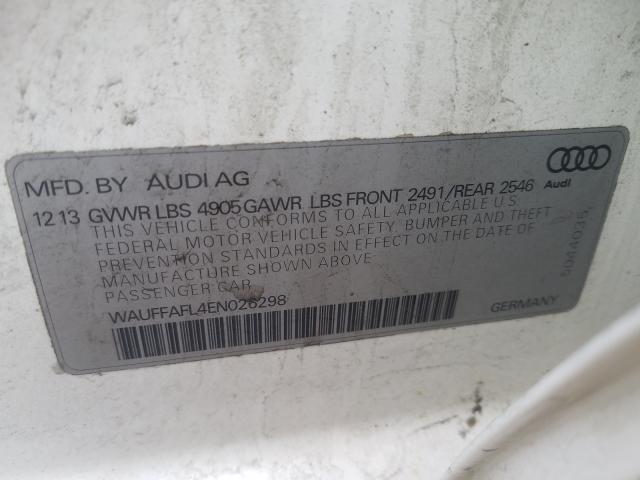 MFD. BY AUDI AG
Audi
12 13 GVWR LBS 4905 GAWR LBS FRONT 2491/REAR 2546
THIS VEHICLE CONFORMS TO ALL APPLICABLE U.S.
FEDERAL MOTOR VEHICLE SAFETY, BUMPER AND THEFT
PREVENTION STANDARDS IN EFFECT ON THE DATE OF
MANUFACTURE SHOWN ABOVE
PASSENGER CAR
WAUFFAFL4EN026298
GERMANY
5044035